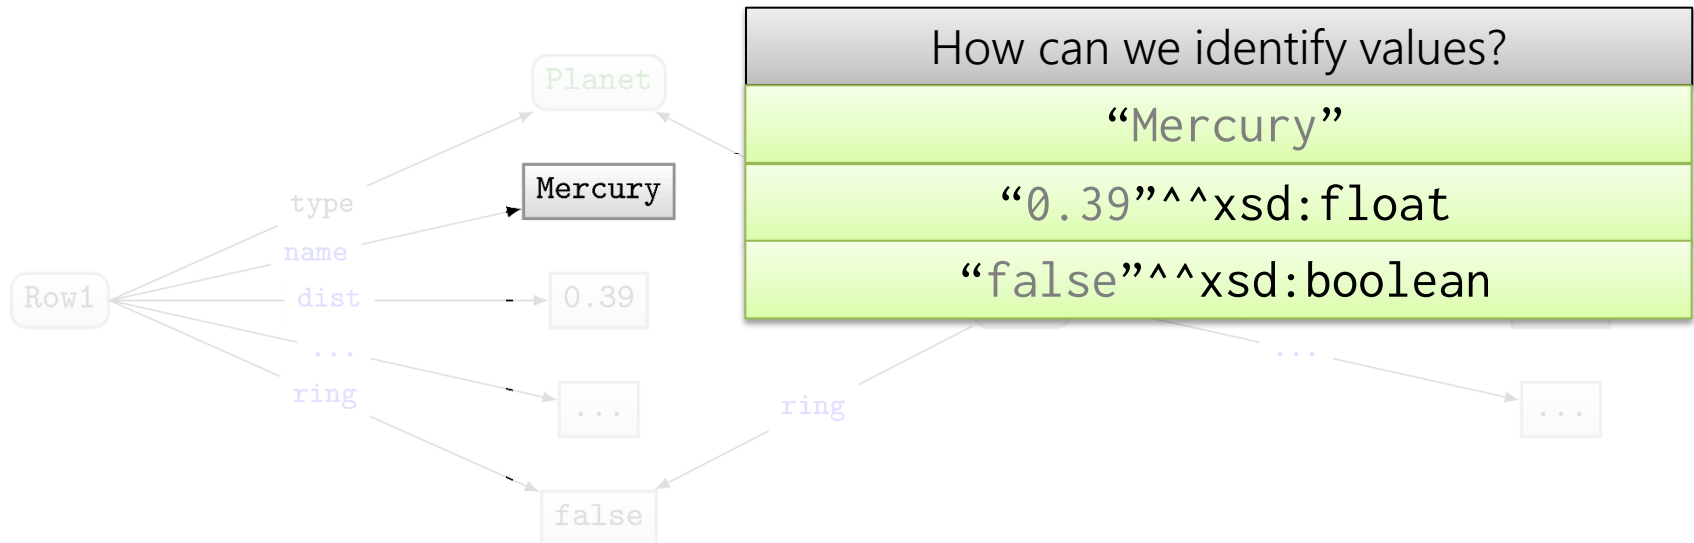 How can we identify values?
“Mercury”
“0.39”^^xsd:float
“false”^^xsd:boolean
Planet
Mercury
type
name
Row1
dist
0.39
...
...
ring
...
ring
...
false